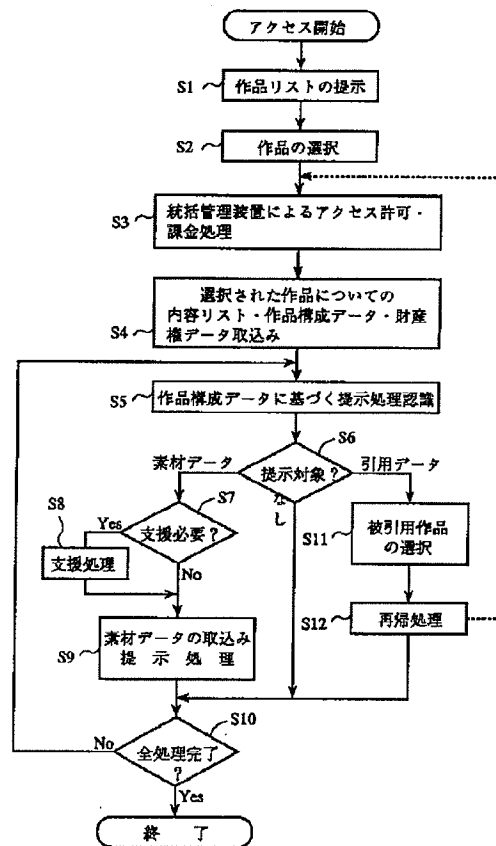 アクセス開始
S1
作品リストの提示
S2
作品の選択
S3
統括管理装置によるアクセス許可・
課金処理
S4
選択された作品についての
内容リスト・作品構成データ・財産
権データ取込み
S5
作品構成データに基づく提示処理認識
S6
提示対象?
素材データ
引用データ
なし
S7
支援必要?
Yes
No
S8
支援処理
S9
素材データの取込み
提示処理
S11
被引用作品
の選択
S12
再帰処理
S10
全処理完了
?
No
Yes
終了